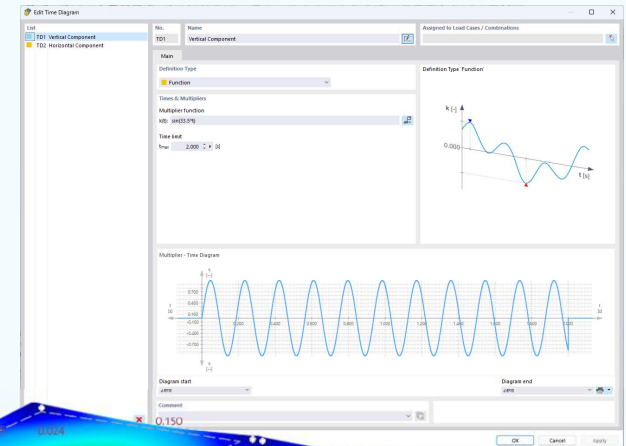 Edit Time Diagram
List
TD1 Vertical Component
TD2 Horizontal Component
No.
TD1
Name
Vertical Component
Assigned to Load Cases / Combinations
Main
Definition Type
Function
Times & Multipliers
Multiplier function
k(t): sin(33.5*t)
Time limit
tmax 2.000 [s]
Definition Type 'Function'
k [-]
0.000
t [s]
Multiplier - Time Diagram
k
[--]
0.700
0.400
0.100
-0.100
-0.400
-0.700
0.200 0.400 0.600 0.800 1.000 1.200 1.400 1.600 1.800 2.000
t
[s]
t
[s]
k
[--]
Diagram start
Zero
Diagram end
Zero
Comment
0.150
0.024
OK
Cancel
Apply